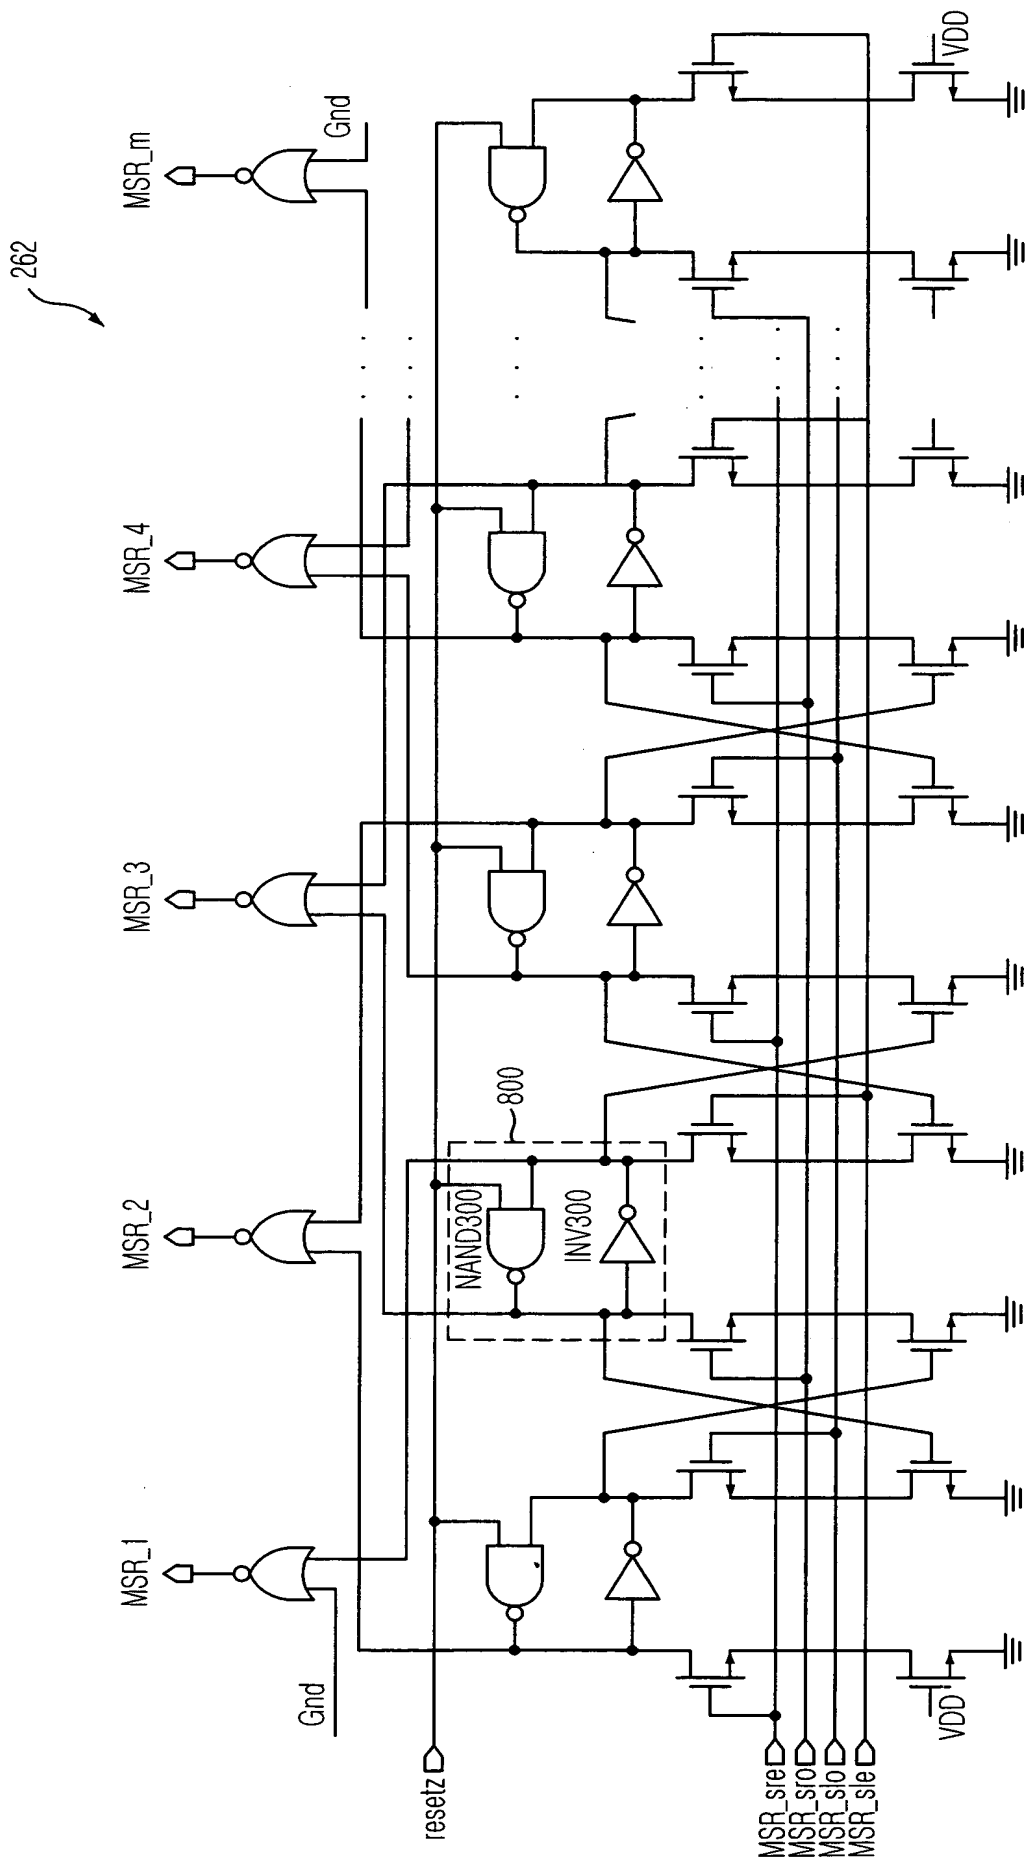 262
MSR_1
MSR_2
MSR_3
MSR_4
MSR_m
Gnd
Gnd
resetz
800
NAND300
INV300
MSR_sre
MSR_sro
MSR_slo
MSR_sle
VDD
VDD